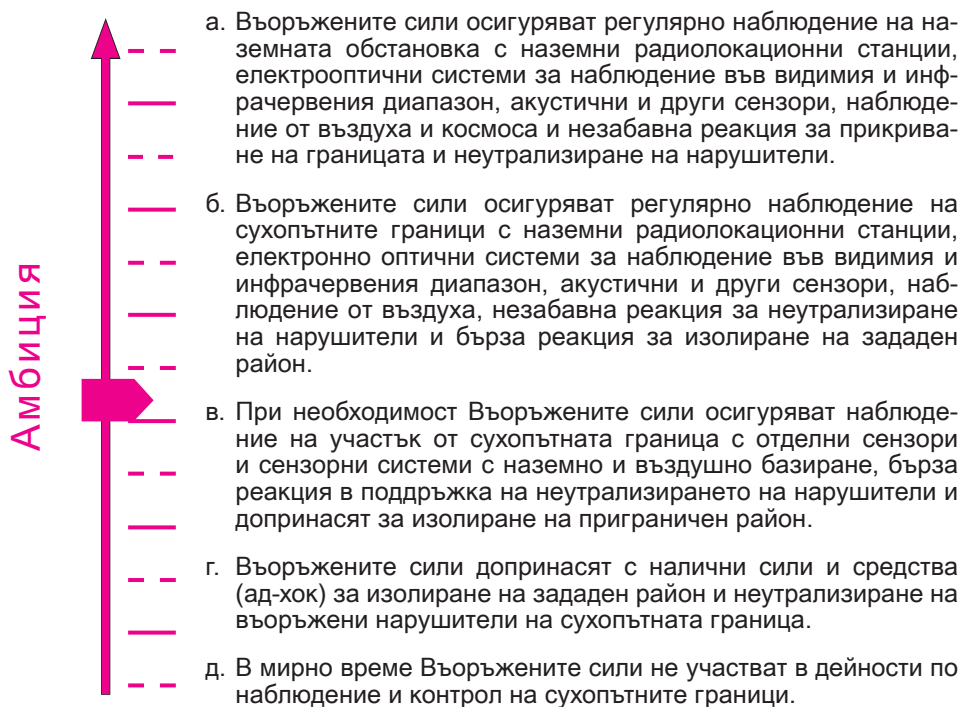 Амбиция
а. Въоръжените сили осигуряват регулярно наблюдение на на-
земната обстановка с наземни радиолокационни станции,
електрооптични системи за наблюдение във видимия и инф-
рачервения диапазон, акустични и други сензори, наблюде-
ние от въздуха и космоса и незабавна реакция за прикрива-
не на границата и неутрализиране на нарушители.
б. Въоръжените сили осигуряват регулярно наблюдение на
сухопътните граници с наземни радиолокационни станции,
електронно оптични системи за наблюдение във видимия и
инфрачервения диапазон, акустични и други сензори, наб-
людение от въздуха, незабавна реакция за неутрализиране
на нарушители и бърза реакция за изолиране на зададен
район.
в. При необходимост Въоръжените сили осигуряват наблюде-
ние на участък от сухопътната граница с отделни сензори
и сензорни системи с наземно и въздушно базиране, бърза
реакция в поддръжка на неутрализирането на нарушители и
допринасят за изолиране на приграничен район.
г. Въоръжените сили допринасят с налични сили и средства
(ад-хок) за изолиране на зададен район и неутрализиране на
въоръжени нарушители на сухопътната граница.
д. В мирно време Въоръжените сили не участват в дейности по
наблюдение и контрол на сухопътните граници.